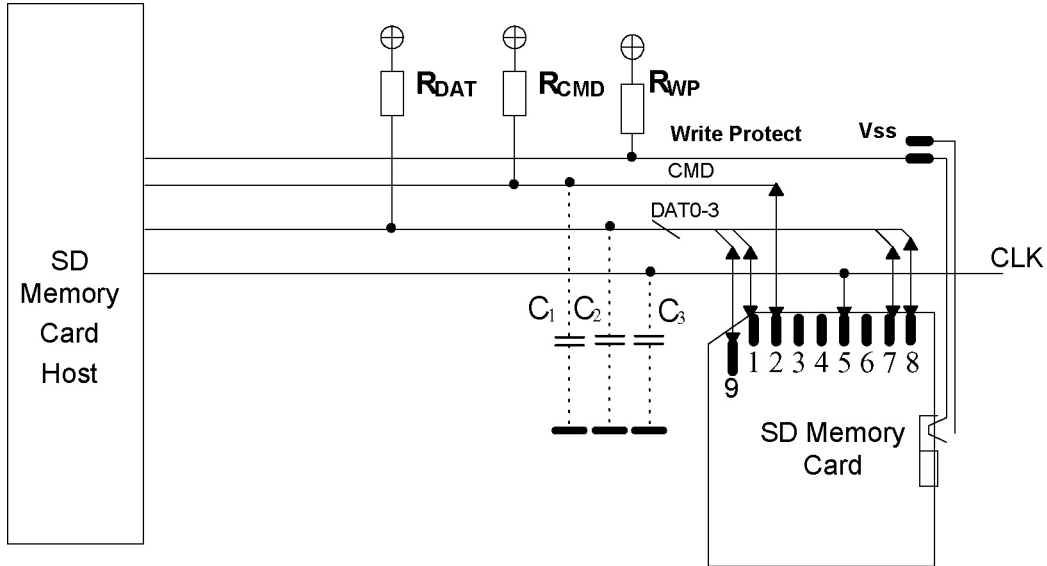 RDAT
RCMD
RWP
Write Protect
Vss
CMD
DAT0-3
CLK
SD
Memory
Card
Host
C1
C2
C3
1 2 3 4 5 6 7 8
9
SD Memory
Card